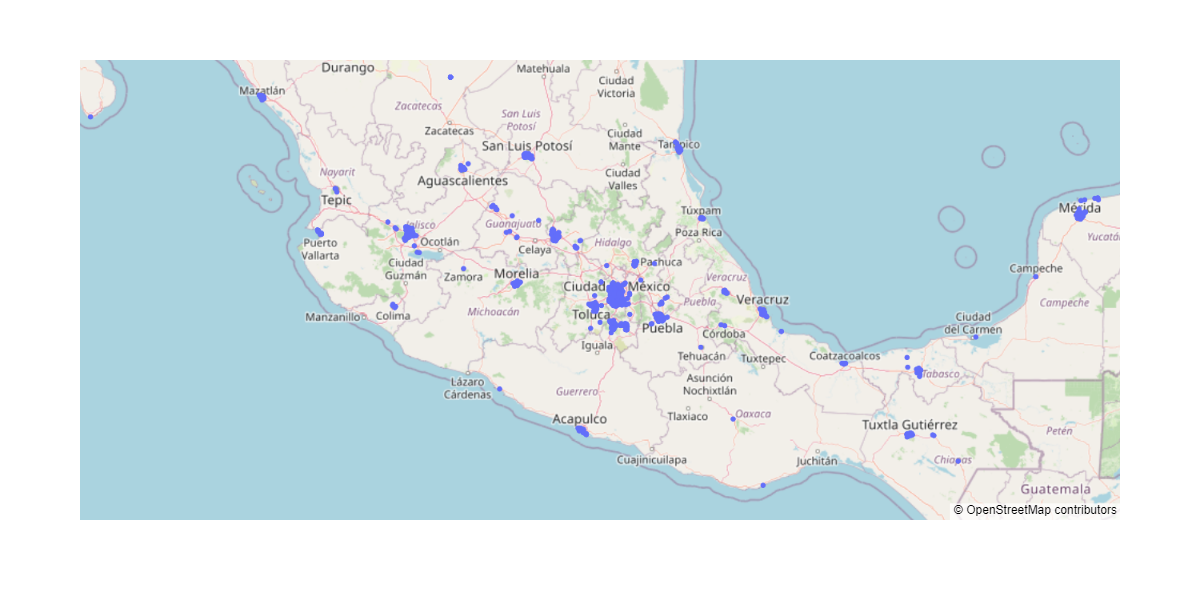 Durango
Matehuala
Ciudad
Victoria
Mazatlán
Zacatecas
San Luis
Potosí
Zacatecas
Ciudad
Mante
San Luis Potosí
Tampico
Nayarit
Aguascalientes
Ciudad
Valles
Tepic
Mérida
Túxpam
Jalisco
Guanajuato
Poza Rica
Yucatá
Puerto
Vallarta
Ocotlán
Celaya
Hidalgo
Ciudad
Guzmán
Zamora
Morelia
Pachuca
Campeche
Ciudad
México
Veracruz
Puebla
Veracruz
Campeche
Manzanillo
Colima
Michoacán
Toluca
Puebla
Córdoba
Ciudad
del Carmen
Iguala
Tehuacán
Tuxtepec
Coatzacoalcos
Tabasco
Lázaro
Cárdenas
Guerrero
Asunción
Nochixtlán
Acapulco
Tlaxiaco
Oaxaca
Tuxtla Gutiérrez
Petén
Cuajinicuilapa
Juchitán
Chiapas
Guatemala
© OpenStreetMap contributors